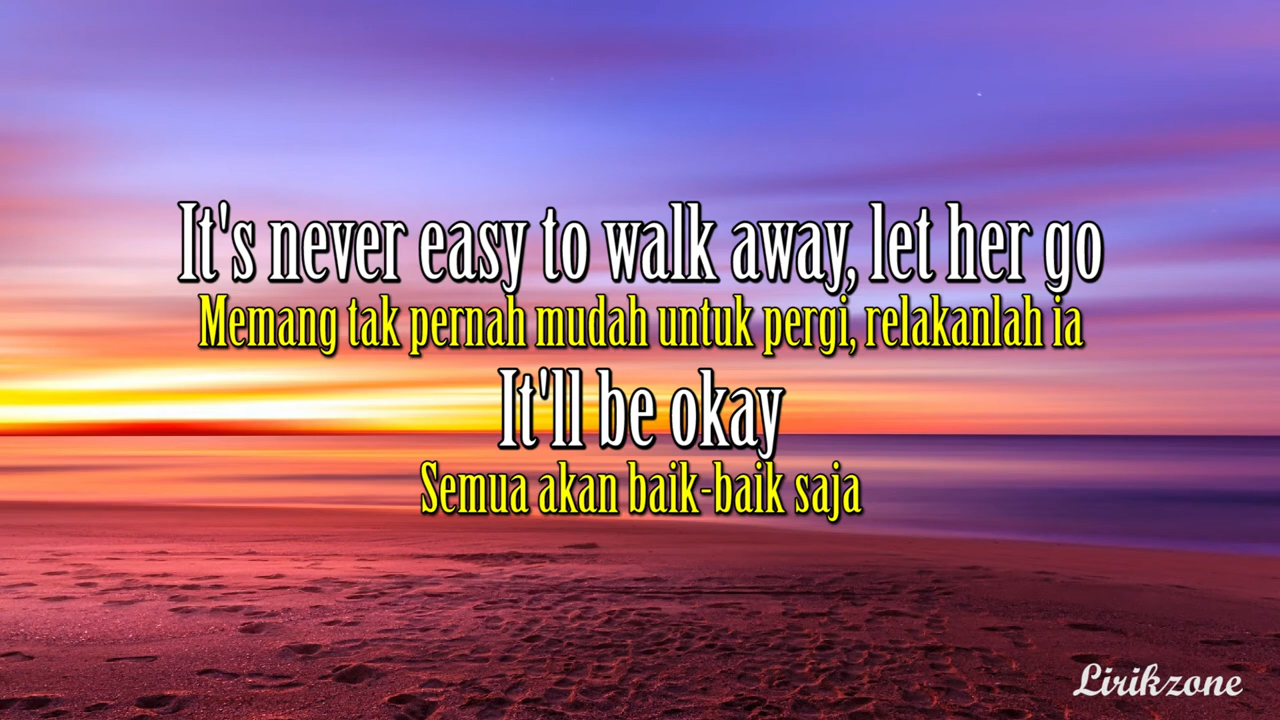 It's never easy to walk away, let her go
Memang tak pernah mudah untuk pergi, relakanlah ia
It'll be okay
Semua akan baik-baik saja
Lirikzone